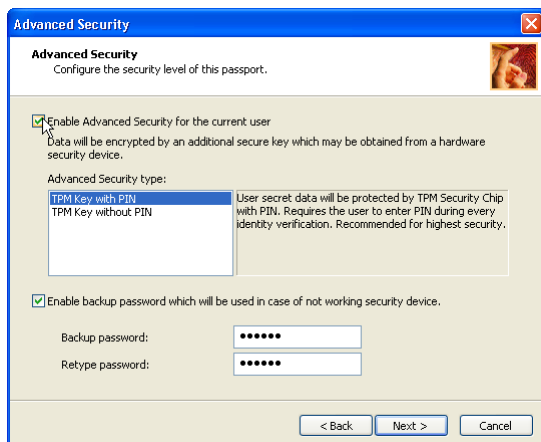 Advanced Security
Advanced Security
Configure the security level of this passport.
Enable Advanced Security for the current user
Data will be encrypted by an additional secure key which may be obtained from a hardware
security device.
Advanced Security type:
TPM Key with PIN
TPM Key without PIN
User secret data will be protected by TPM Security Chip
with PIN. Requires the user to enter PIN during every
identity verification. Recommended for highest security.
Enable backup password which will be used in case of not working security device.
Backup password:
●●●●●●
Retype password:
●●●●●●
< Back
Next >
Cancel